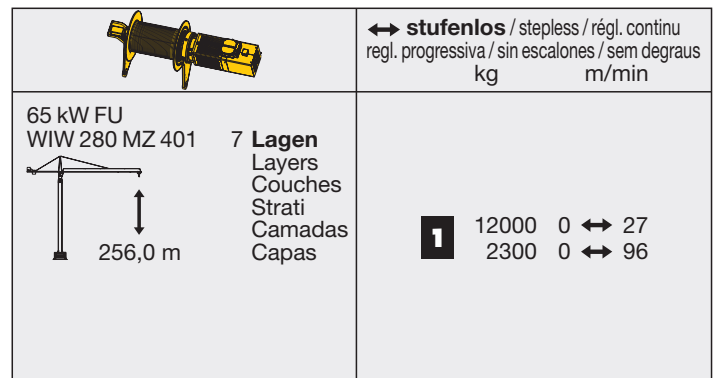 ↔ stufenlos / stepless / régl. continu
regl. progressiva / sin escalones / sem degraus
kg m/min
65 kW FU
WIW 280 MZ 401 7 Lagen
Layers
Couches
Strati
Camadas
256,0 m Capas
1 12000 0 ↔ 27
2300 0 ↔ 96